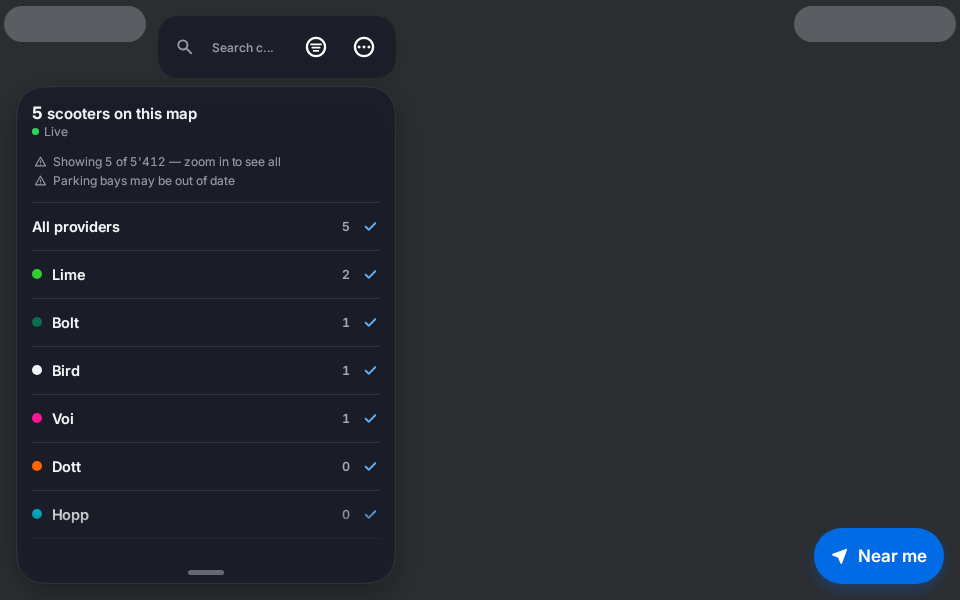 Search c...
5 scooters on this map
Live
Showing 5 of 5'412 — zoom in to see all
Parking bays may be out of date
All providers 5
Lime 2
Bolt 1
Bird 1
Voi 1
Dott 0
Hopp 0
Near me